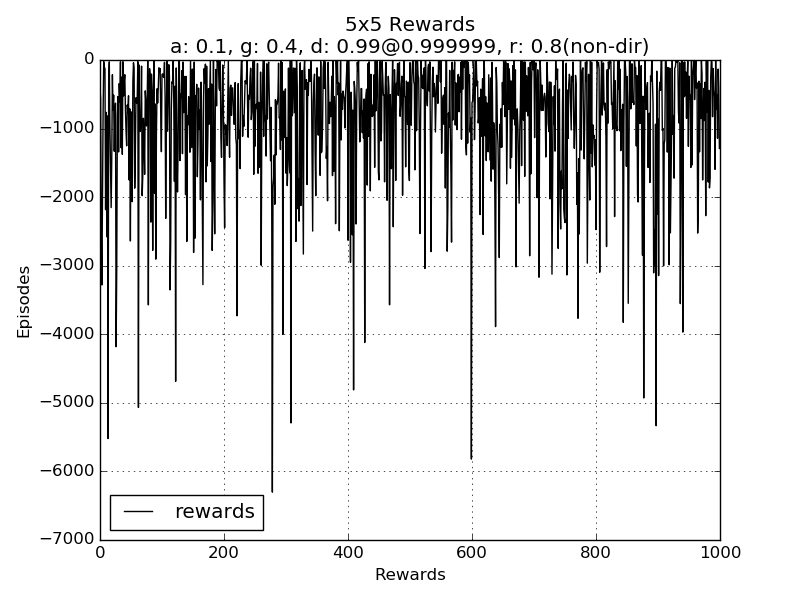 5x5 Rewards
a: 0.1, g: 0.4, d: 0.99@0.999999, r: 0.8(non-dir)
0
−1000
−2000
−3000
−4000
−5000
−6000
−7000
Episodes
rewards
0 200 400 600 800 1000
Rewards